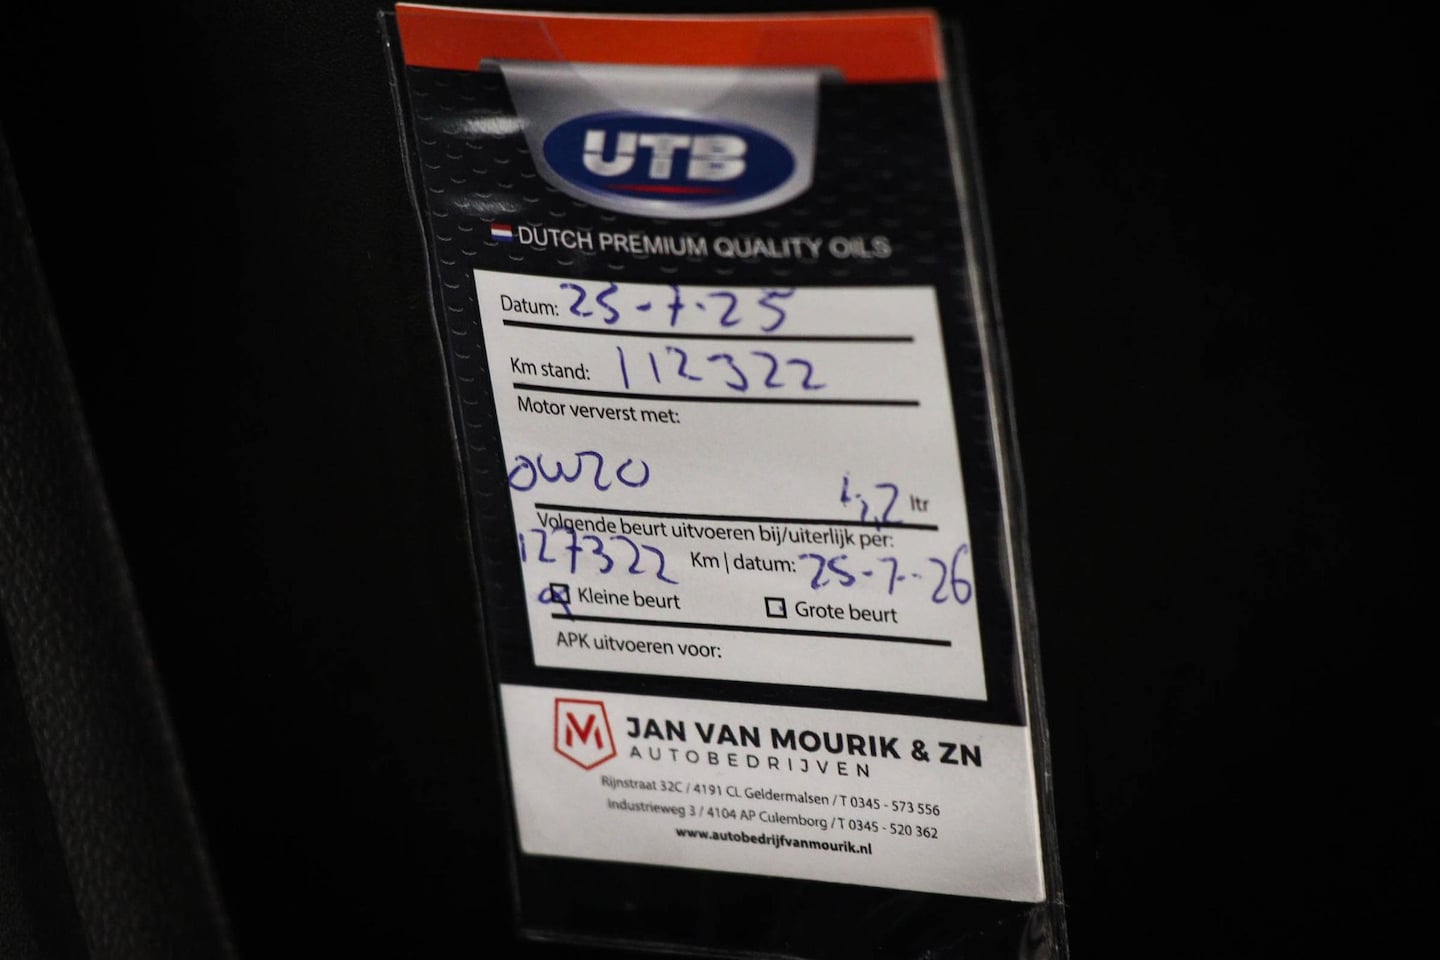 UTB
DUTCH PREMIUM QUALITY OILS
Datum: 25-7-25
Km stand: 112322
Motor ververst met:
0W20 4,2 ltr
Volgende beurt uitvoeren bij/uiterlijk per:
127322 Km | datum: 25-7-26
Kleine beurt Grote beurt
APK uitvoeren voor:
M JAN VAN MOURIK & ZN
AUTOBEDRIJVEN
Rijnstraat 32C / 4191 CL Geldermalsen / T 0345 - 573 556
Industrieweg 3 / 4104 AP Culemborg / T 0345 - 520 362
www.autobedrijfvanmourik.nl